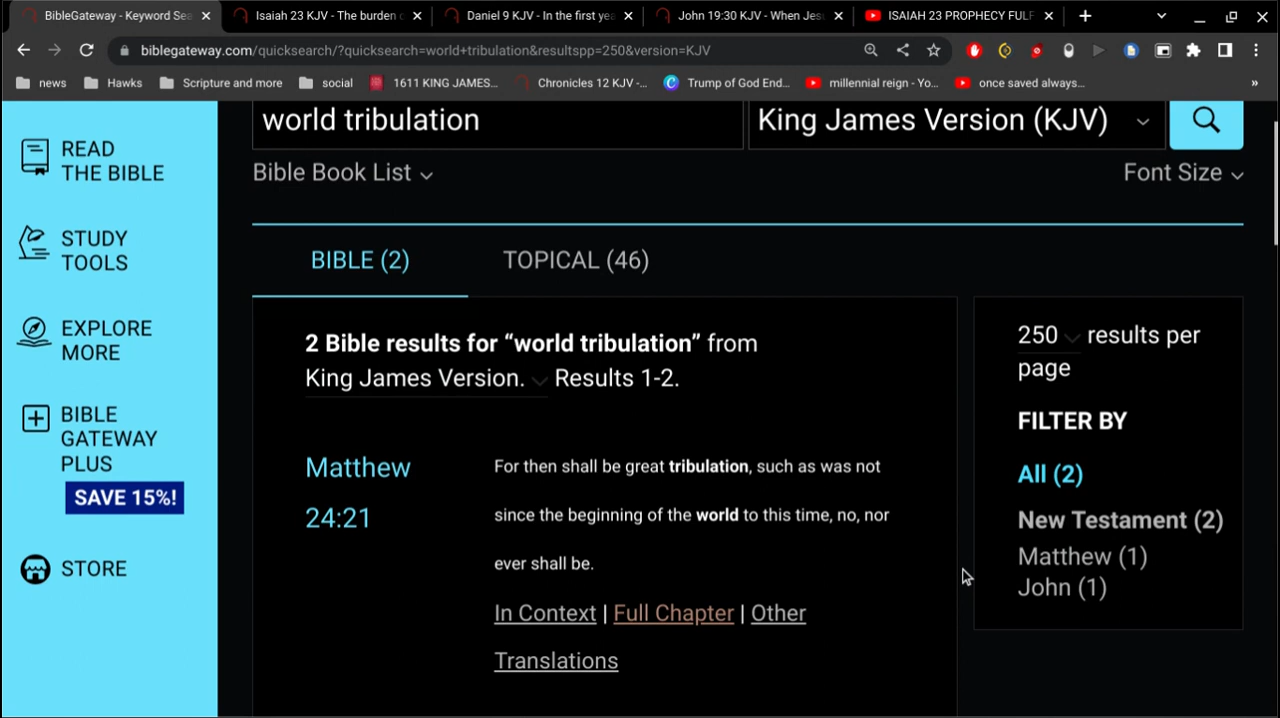 BibleGateway - Keyword Sea
Isaiah 23 KJV - The burden o
Daniel 9 KJV - In the first yea
John 19:30 KJV - When Jesu
ISAIAH 23 PROPHECY FULF
biblegateway.com/quicksearch/?quicksearch=world+tribulation&resultspp=250&version=KJV
news
Hawks
Scripture and more
social
1611 KING JAMES...
Chronicles 12 KJV -...
Trump of God End...
millennial reign - Yo...
once saved always...
»
world tribulation
King James Version (KJV)
Bible Book List
Font Size
READ
THE BIBLE
STUDY
TOOLS
EXPLORE
MORE
BIBLE
GATEWAY
PLUS
SAVE 15%!
STORE
BIBLE (2)
TOPICAL (46)
2 Bible results for “world tribulation” from
King James Version. Results 1-2.
Matthew
24:21
For then shall be great tribulation, such as was not
since the beginning of the world to this time, no, nor
ever shall be.
In Context | Full Chapter | Other
Translations
250 results per
page
FILTER BY
All (2)
New Testament (2)
Matthew (1)
John (1)